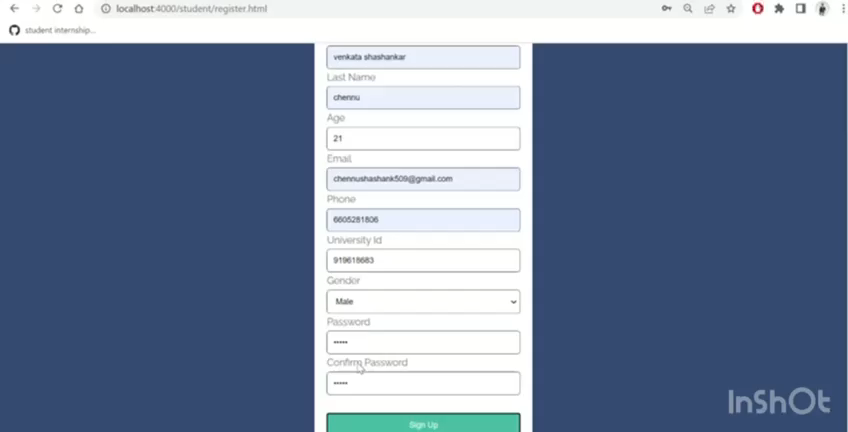 localhost:4000/student/register.html
student internship...
venkata shashankar
Last Name
chennu
Age
21
Email
chennushashank509@gmail.com
Phone
6605281806
University Id
919618683
Gender
Male
Password
•••••
Confirm Password
•••••
Sign Up
InShOt